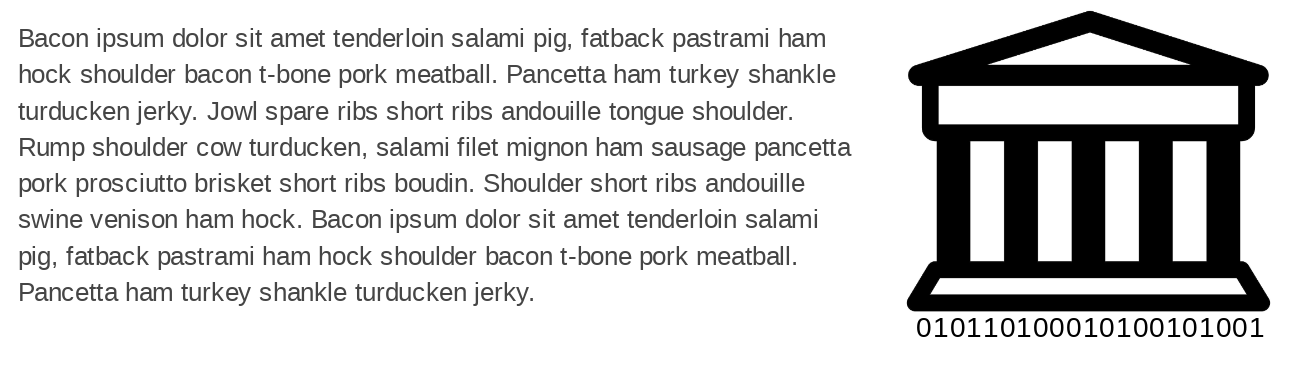 Bacon ipsum dolor sit amet tenderloin salami pig, fatback pastrami ham
hock shoulder bacon t-bone pork meatball. Pancetta ham turkey shankle
turducken jerky. Jowl spare ribs short ribs andouille tongue shoulder.
Rump shoulder cow turducken, salami filet mignon ham sausage pancetta
pork prosciutto brisket short ribs boudin. Shoulder short ribs andouille
swine venison ham hock. Bacon ipsum dolor sit amet tenderloin salami
pig, fatback pastrami ham hock shoulder bacon t-bone pork meatball.
Pancetta ham turkey shankle turducken jerky.
010110100010100101001